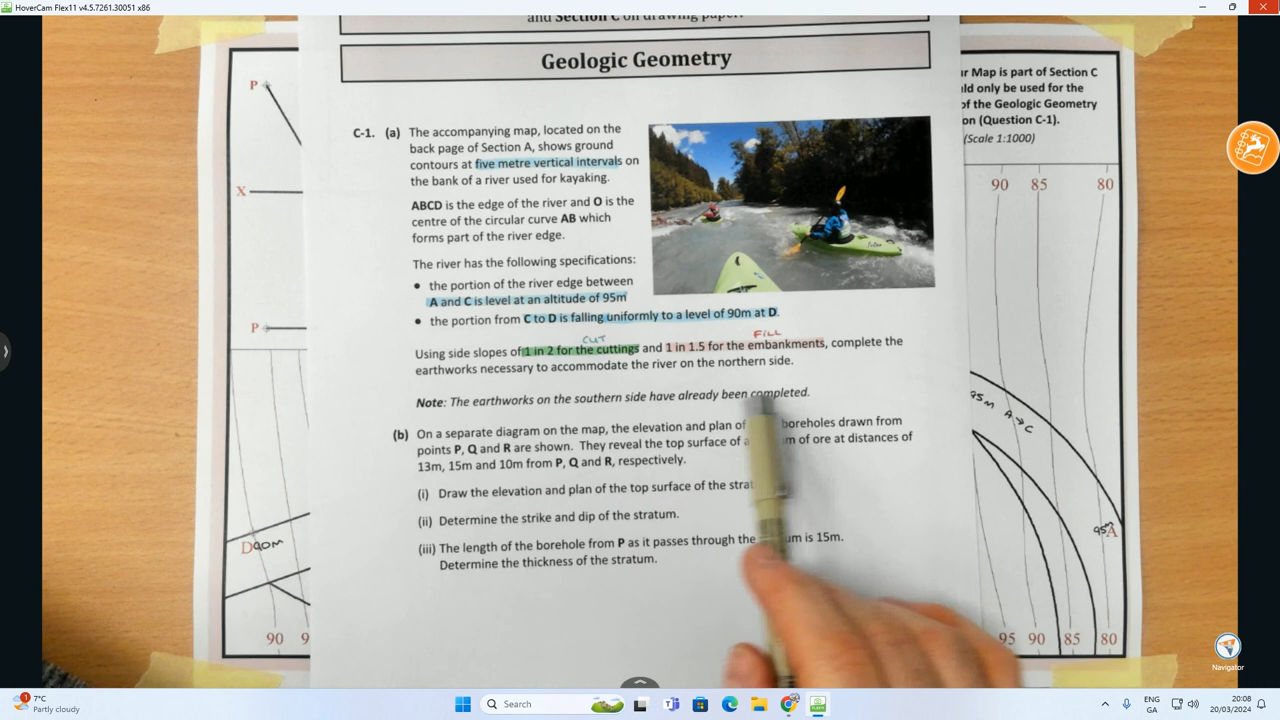 HoverCam Flex11 v4.5.7261.30051 x86
and Section C on drawing paper.
Geologic Geometry
C-1. (a) The accompanying map, located on the
back page of Section A, shows ground
contours at five metre vertical intervals on
the bank of a river used for kayaking.
ABCD is the edge of the river and O is the
centre of the circular curve AB which
forms part of the river edge.
The river has the following specifications:
• the portion of the river edge between
A and C is level at an altitude of 95m
• the portion from C to D is falling uniformly to a level of 90m at D.
CUT FILL
Using side slopes of 1 in 2 for the cuttings and 1 in 1.5 for the embankments, complete the
earthworks necessary to accommodate the river on the northern side.
Note: The earthworks on the southern side have already been completed.
(b) On a separate diagram on the map, the elevation and plan of boreholes drawn from
points P, Q and R are shown. They reveal the top surface of a of ore at distances of
13m, 15m and 10m from P, Q and R, respectively.
(i) Draw the elevation and plan of the top surface of the
(ii) Determine the strike and dip of the stratum.
(iii) The length of the borehole from P as it passes through the is 15m.
Determine the thickness of the stratum.
P
X
P
D 90m
90 9
Map is part of Section C
only be used for the
of the Geologic Geometry
(Question C-1).
(Scale 1:1000)
90 85 80
95m A → C
95m A
95 90 85 80
Navigator
1
7°C
Partly cloudy
Search
ENG
GA
20:08
20/03/2024